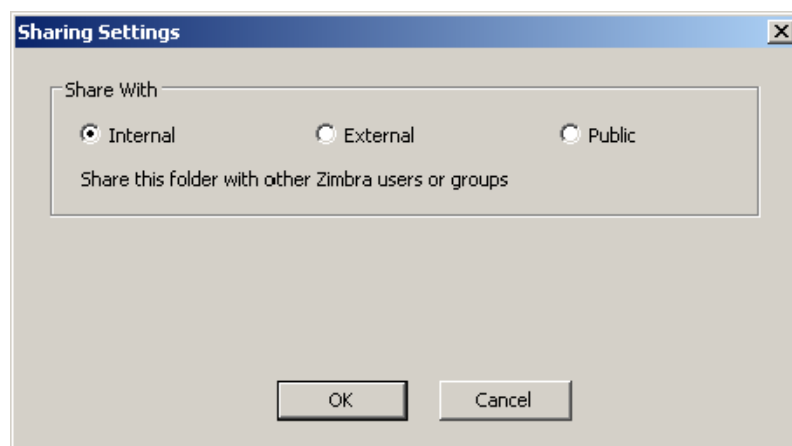 Sharing Settings
Share With
Internal External Public
Share this folder with other Zimbra users or groups
OK Cancel